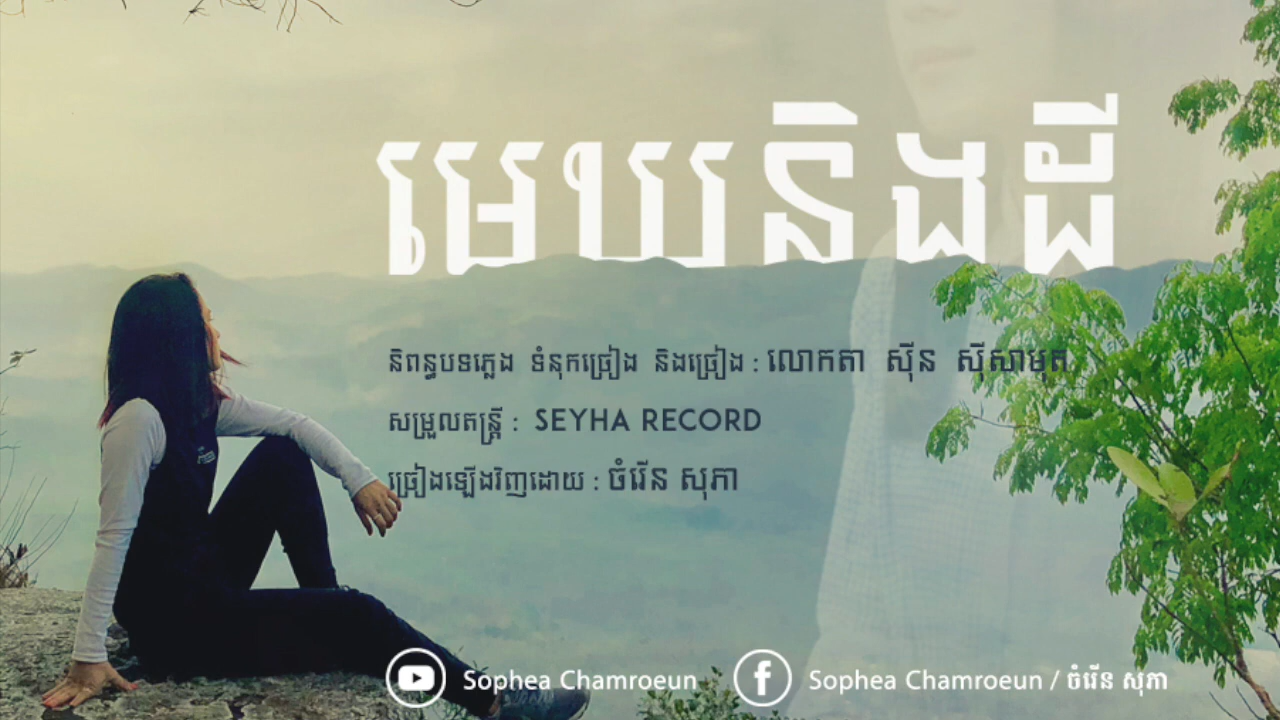 មេឃនិងដី
និពន្ធបទភ្លេង ទំនុកច្រៀង និងច្រៀង : លោកតា ស៊ីន ស៊ីសាមុត
សម្រួលតន្ត្រី : SEYHA RECORD
ច្រៀងឡើងវិញដោយ : ចំរើន សុភា
Sophea Chamroeun
Sophea Chamroeun / ចំរើន សុភា